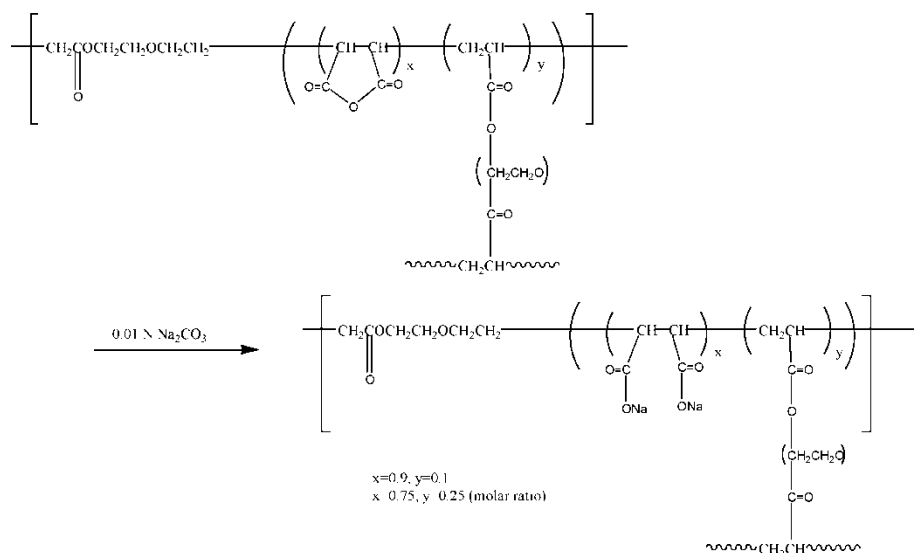 CH₂COCH₂CH₂OCH₂CH₂ CH CH x CH₂CH y
O O=C C=O C=O
O
O
(CH₂CH₂O)
C=O
CH₂CH
0.01 N Na₂CO₃
CH₂COCH₂CH₂OCH₂CH₂ CH CH x CH₂CH y
O O=C C=O C=O
ONa ONa
O
(CH₂CH₂O)
x=0.9, y=0.1
x=0.75, y=0.25 (molar ratio)
C=O
CH₂CH